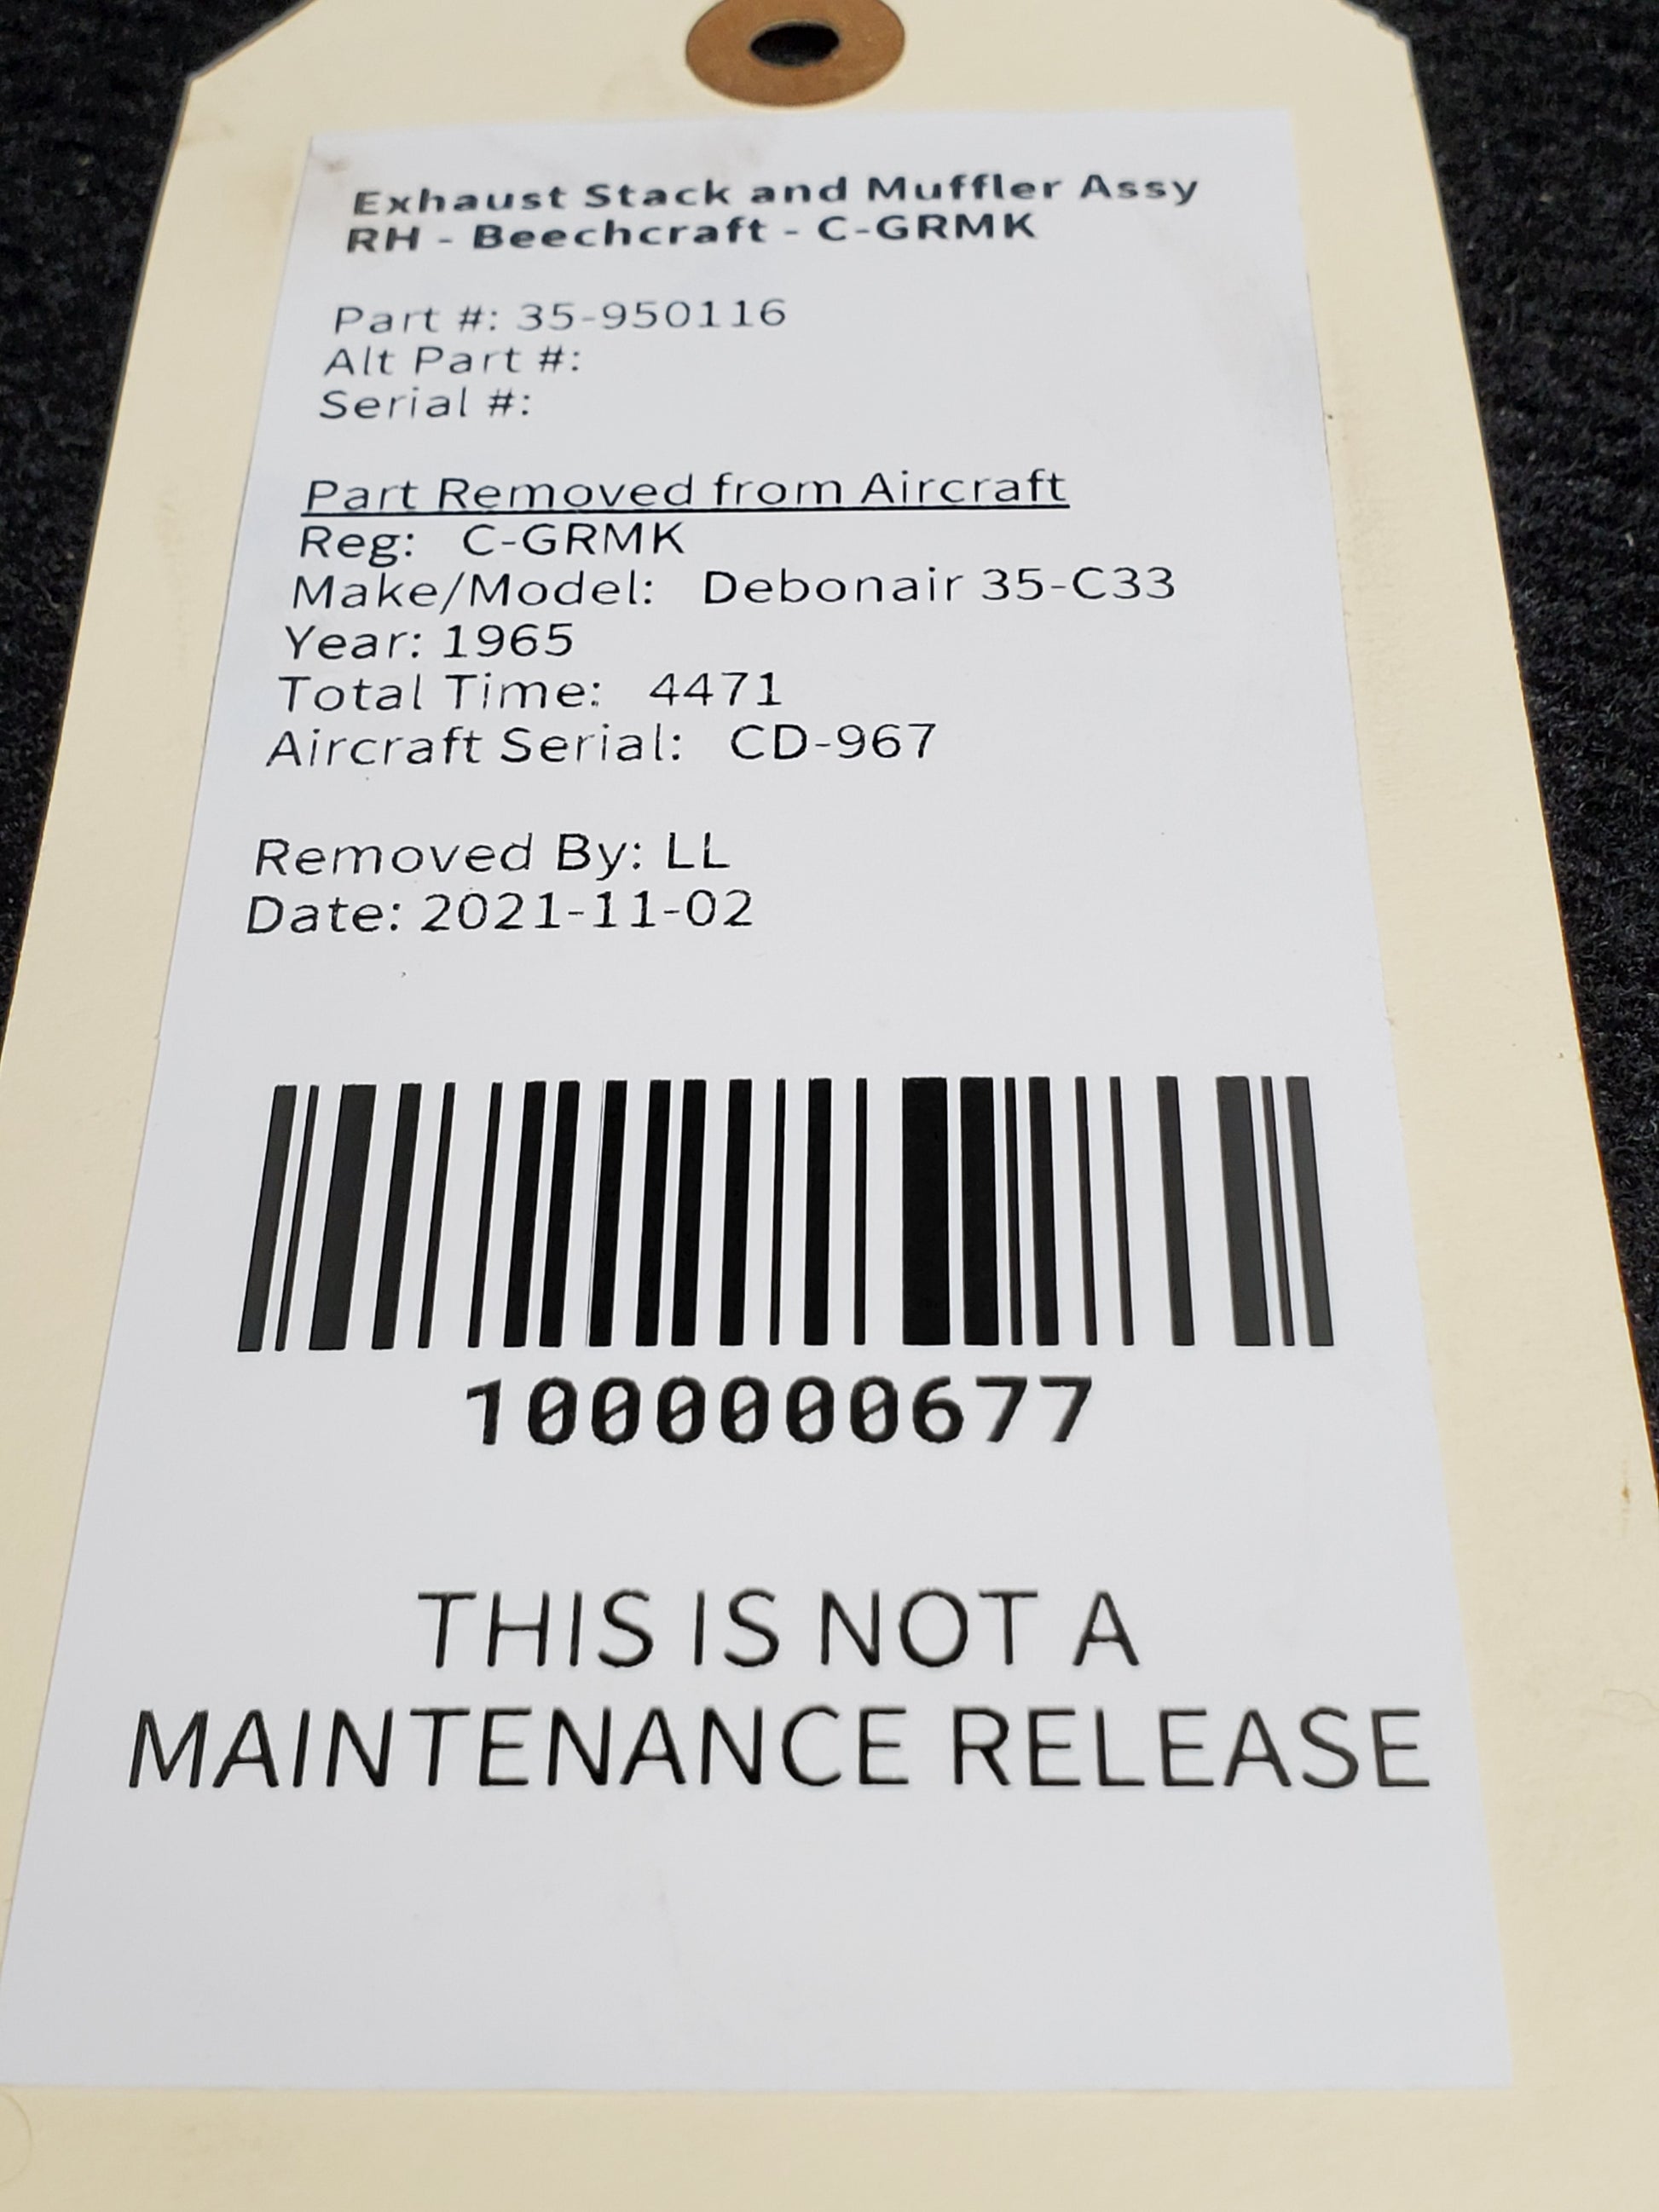 Exhaust Stack and Muffler Assy
RH - Beechcraft - C-GRMK
Part #: 35-950116
Alt Part #:
Serial #:
Part Removed from Aircraft
Reg: C-GRMK
Make/Model: Debonair 35-C33
Year: 1965
Total Time: 4471
Aircraft Serial: CD-967
Removed By: LL
Date: 2021-11-02
1000000677
THIS IS NOT A
MAINTENANCE RELEASE